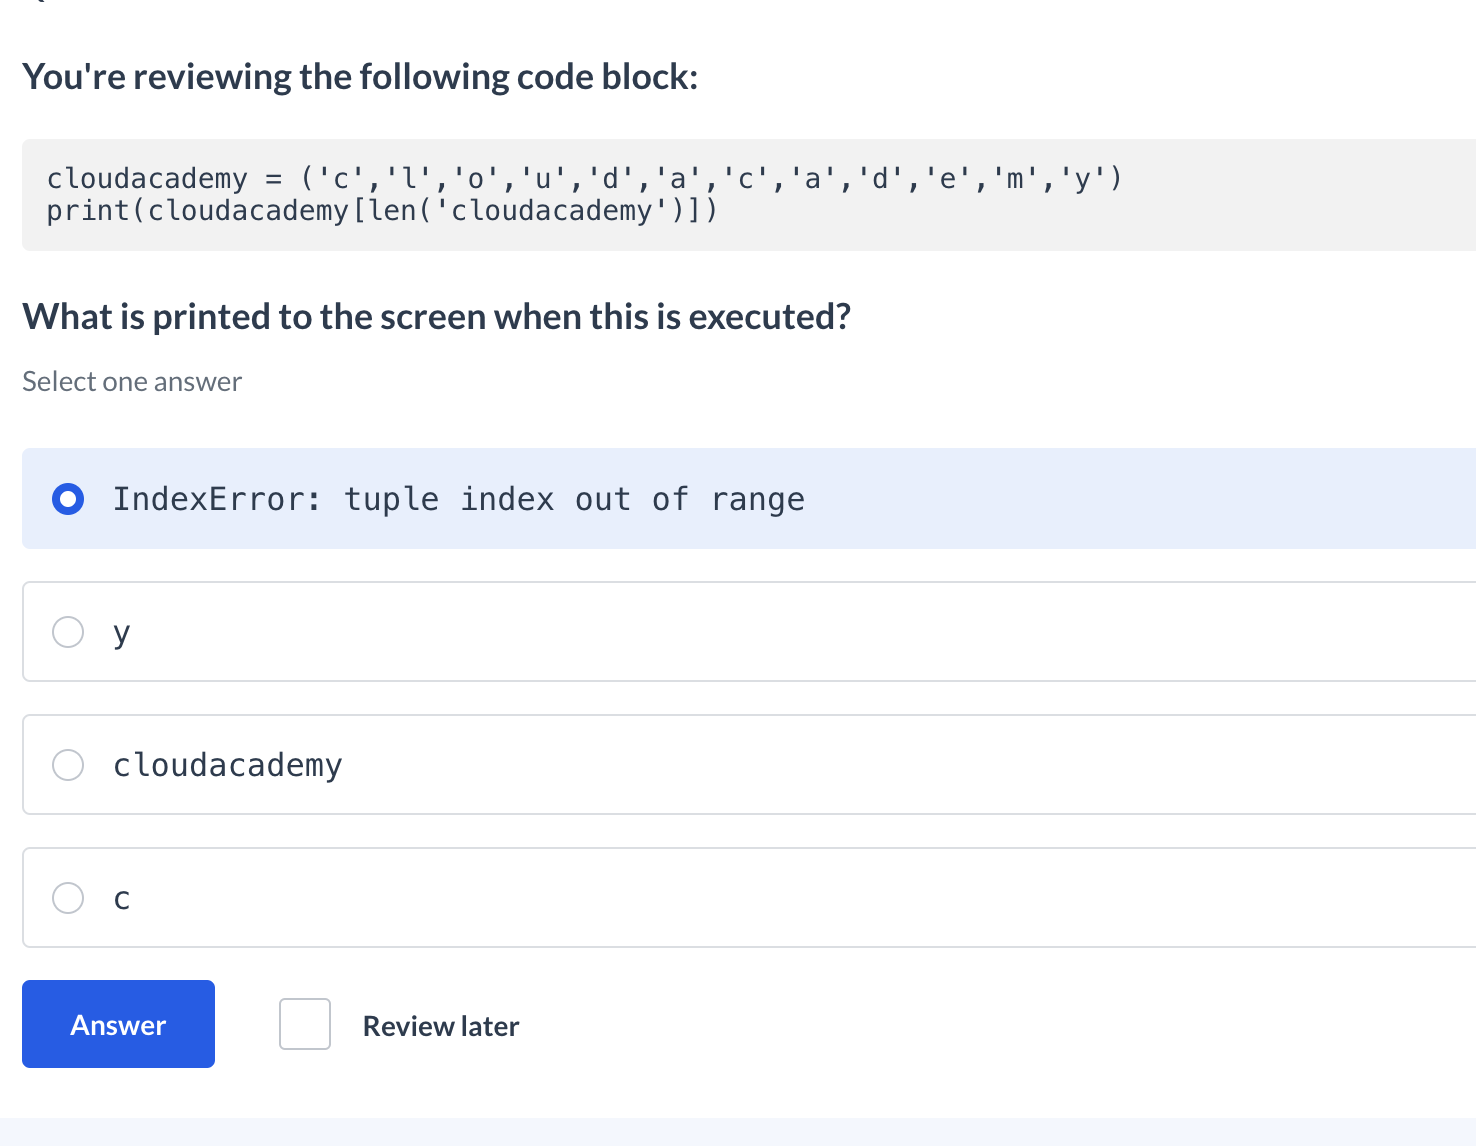 You're reviewing the following code block:
cloudacademy = ('c','l','o','u','d','a','c','a','d','e','m','y')
print(cloudacademy[len('cloudacademy')])
What is printed to the screen when this is executed?
Select one answer
IndexError: tuple index out of range
y
cloudacademy
c
Answer
Review later